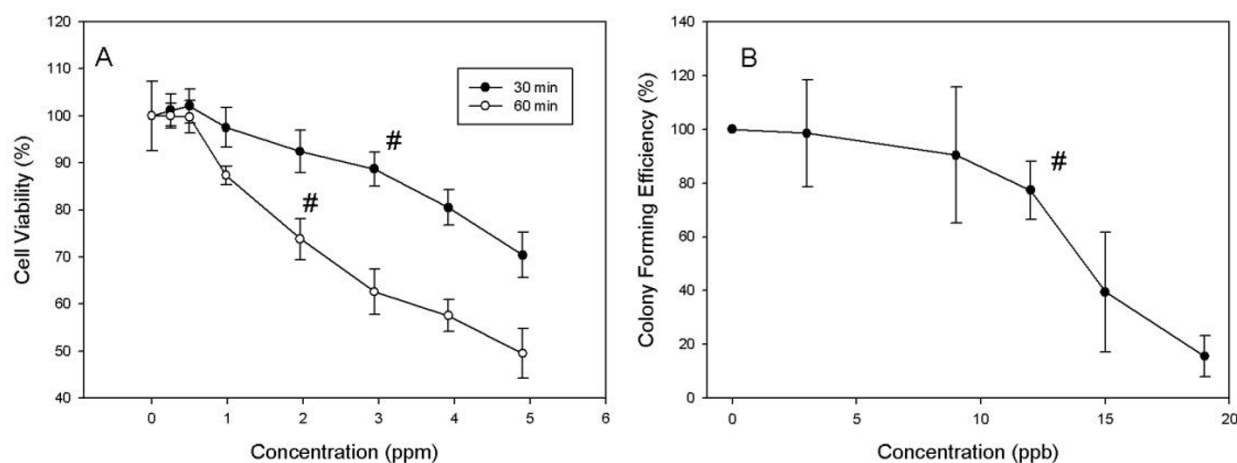 A
Cell Viability (%)
120
110
100
90
80
70
60
50
40
30 min
60 min
#
#
0 1 2 3 4 5 6
Concentration (ppm)
B
Colony Forming Efficiency (%)
140
120
100
80
60
40
20
0
#
0 5 10 15 20
Concentration (ppb)